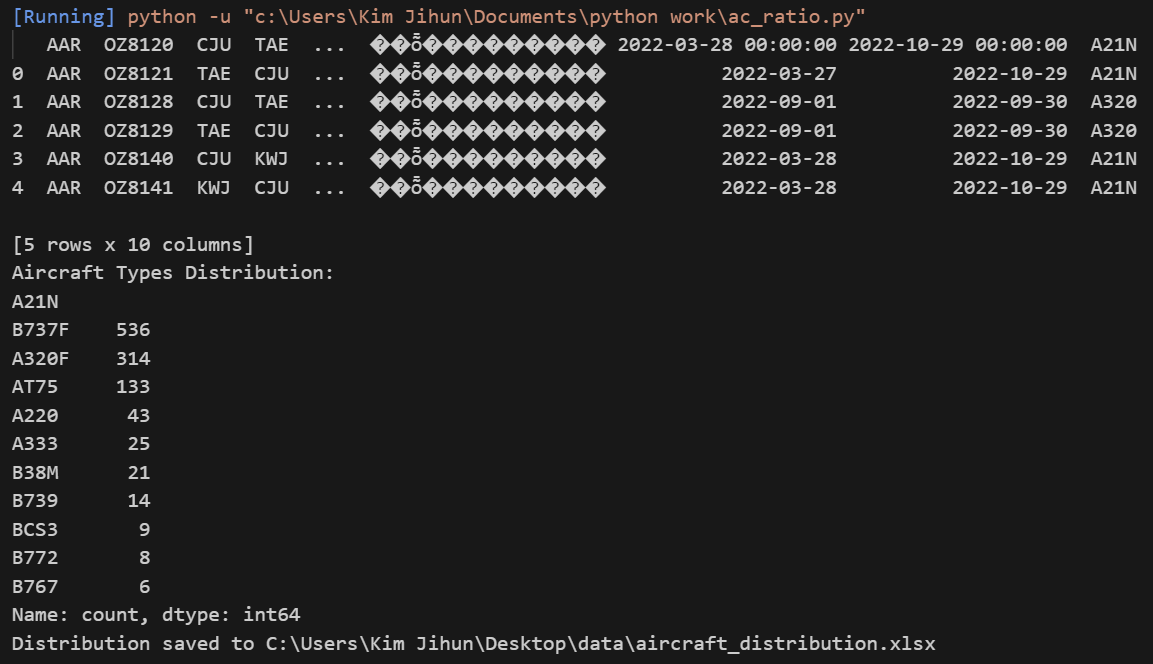 [Running] python -u "c:\Users\Kim Jihun\Documents\python work\ac_ratio.py"
AAR OZ8120 CJU TAE ... ��ȭ��������� 2022-03-28 00:00:00 2022-10-29 00:00:00 A21N
0 AAR OZ8121 TAE CJU ... ��ȭ��������� 2022-03-27 2022-10-29 A21N
1 AAR OZ8128 CJU TAE ... ��ȭ��������� 2022-09-01 2022-09-30 A320
2 AAR OZ8129 TAE CJU ... ��ȭ��������� 2022-09-01 2022-09-30 A320
3 AAR OZ8140 CJU KWJ ... ��ȭ��������� 2022-03-28 2022-10-29 A21N
4 AAR OZ8141 KWJ CJU ... ��ȭ��������� 2022-03-28 2022-10-29 A21N
[5 rows x 10 columns]
Aircraft Types Distribution:
A21N
B737F 536
A320F 314
AT75 133
A220 43
A333 25
B38M 21
B739 14
BCS3 9
B772 8
B767 6
Name: count, dtype: int64
Distribution saved to C:\Users\Kim Jihun\Desktop\data\aircraft_distribution.xlsx